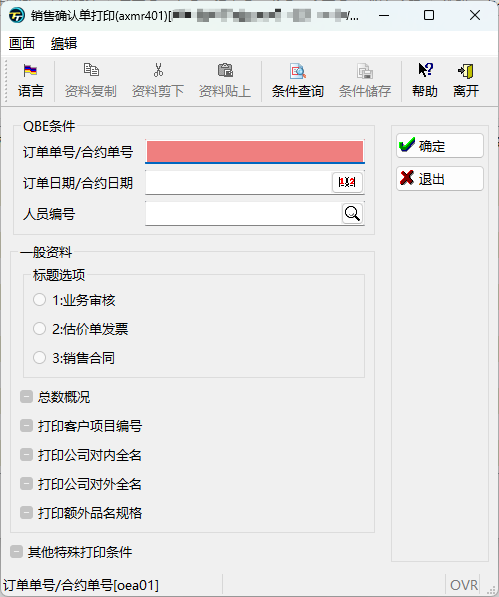 销售确认单打印(axmr401)[
/...
画面 编辑
语言 资料复制 资料剪下 资料贴上 条件查询 条件储存 帮助 离开
QBE条件
订单单号/合约单号
订单日期/合约日期
人员编号
确定
退出
一般资料
标题选项
1:业务审核
2:估价单发票
3:销售合同
总数概况
打印客户项目编号
打印公司对内全名
打印公司对外全名
打印额外品名规格
其他特殊打印条件
订单单号/合约单号[oea01] OVR